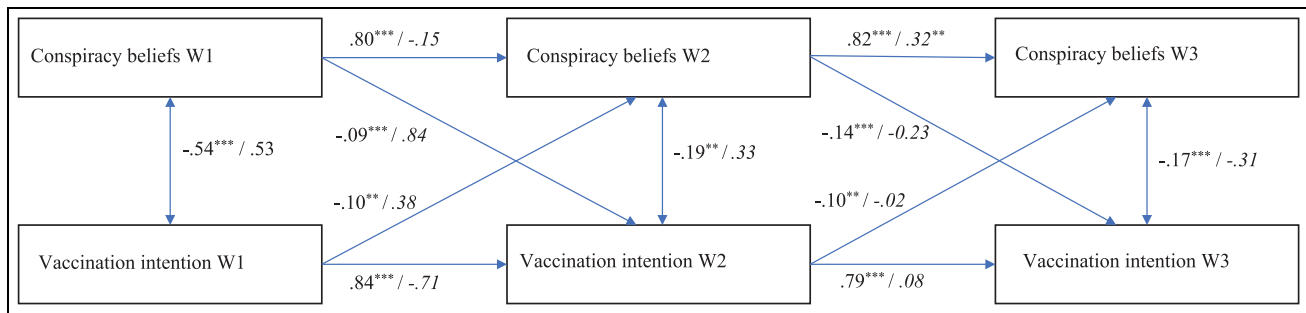 Conspiracy beliefs W1
.80*** / -.15
Conspiracy beliefs W2
.82*** / .32**
Conspiracy beliefs W3
-.54*** / .53
-.09*** / .84
-.19** / .33
-.14*** / -0.23
-.17*** / -.31
-.10** / .38
-.10** / -.02
Vaccination intention W1
.84*** / -.71
Vaccination intention W2
.79*** / .08
Vaccination intention W3